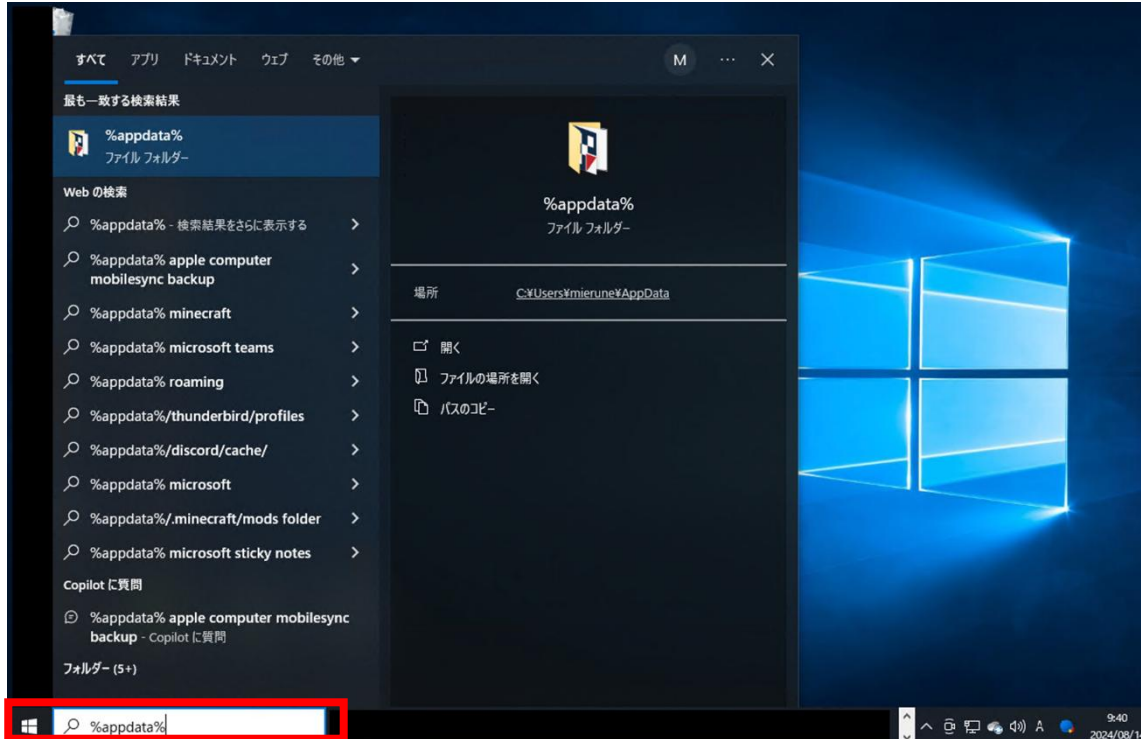 すべて アプリ ドキュメント ウェブ その他 M ...
最も一致する検索結果
%appdata%
ファイル フォルダー
Web の検索
%appdata% - 検索結果をさらに表示する
%appdata% apple computer
mobilesync backup
%appdata% minecraft
%appdata% microsoft teams
%appdata% roaming
%appdata%/thunderbird/profiles
%appdata%/discord/cache/
%appdata% microsoft
%appdata%/.minecraft/mods folder
%appdata% microsoft sticky notes
Copilot に質問
%appdata% apple computer mobilesync
backup - Copilot に質問
フォルダー (5+)
%appdata%
ファイル フォルダー
場所 C:¥Users¥mierune¥AppData
開く
ファイルの場所を開く
パスのコピー
%appdata%
A
9:40